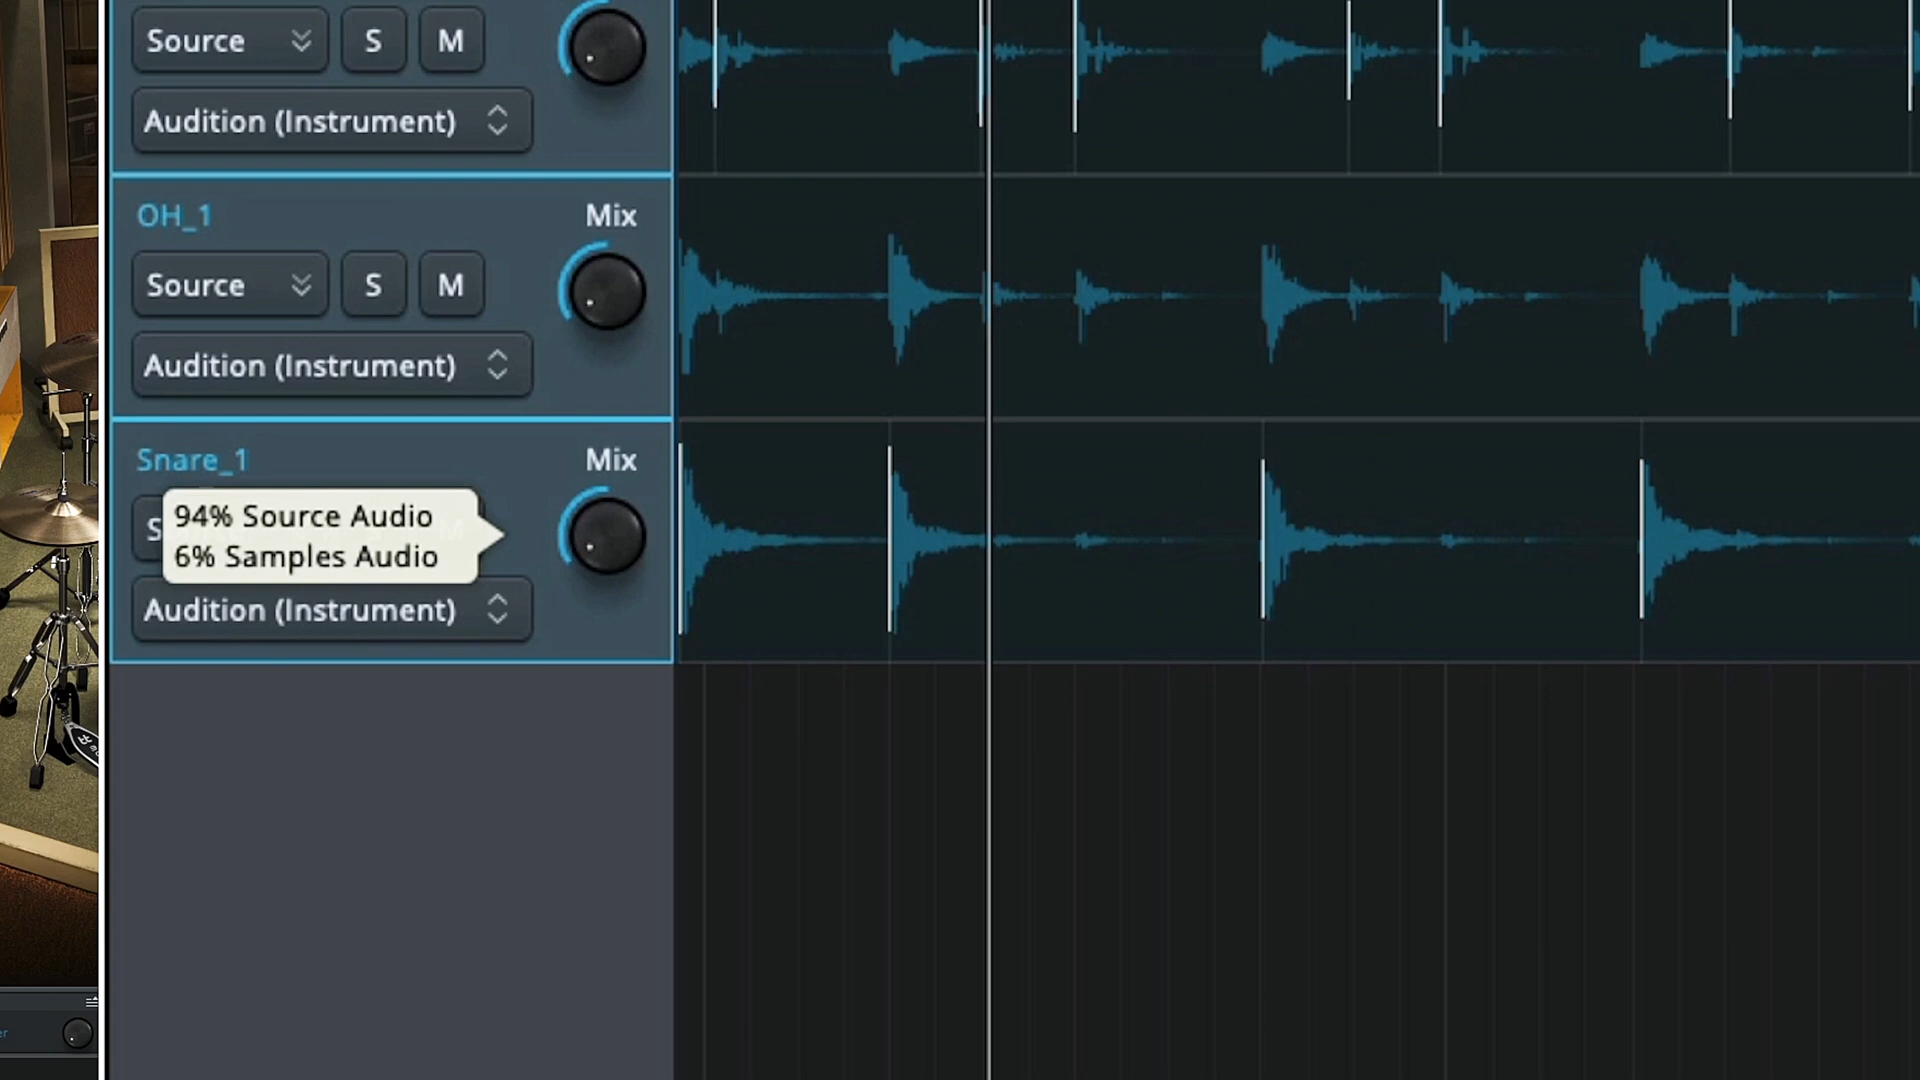 Source S M
Audition (Instrument)
OH_1 Mix
Source S M
Audition (Instrument)
Snare_1 Mix
94% Source Audio
6% Samples Audio
Audition (Instrument)